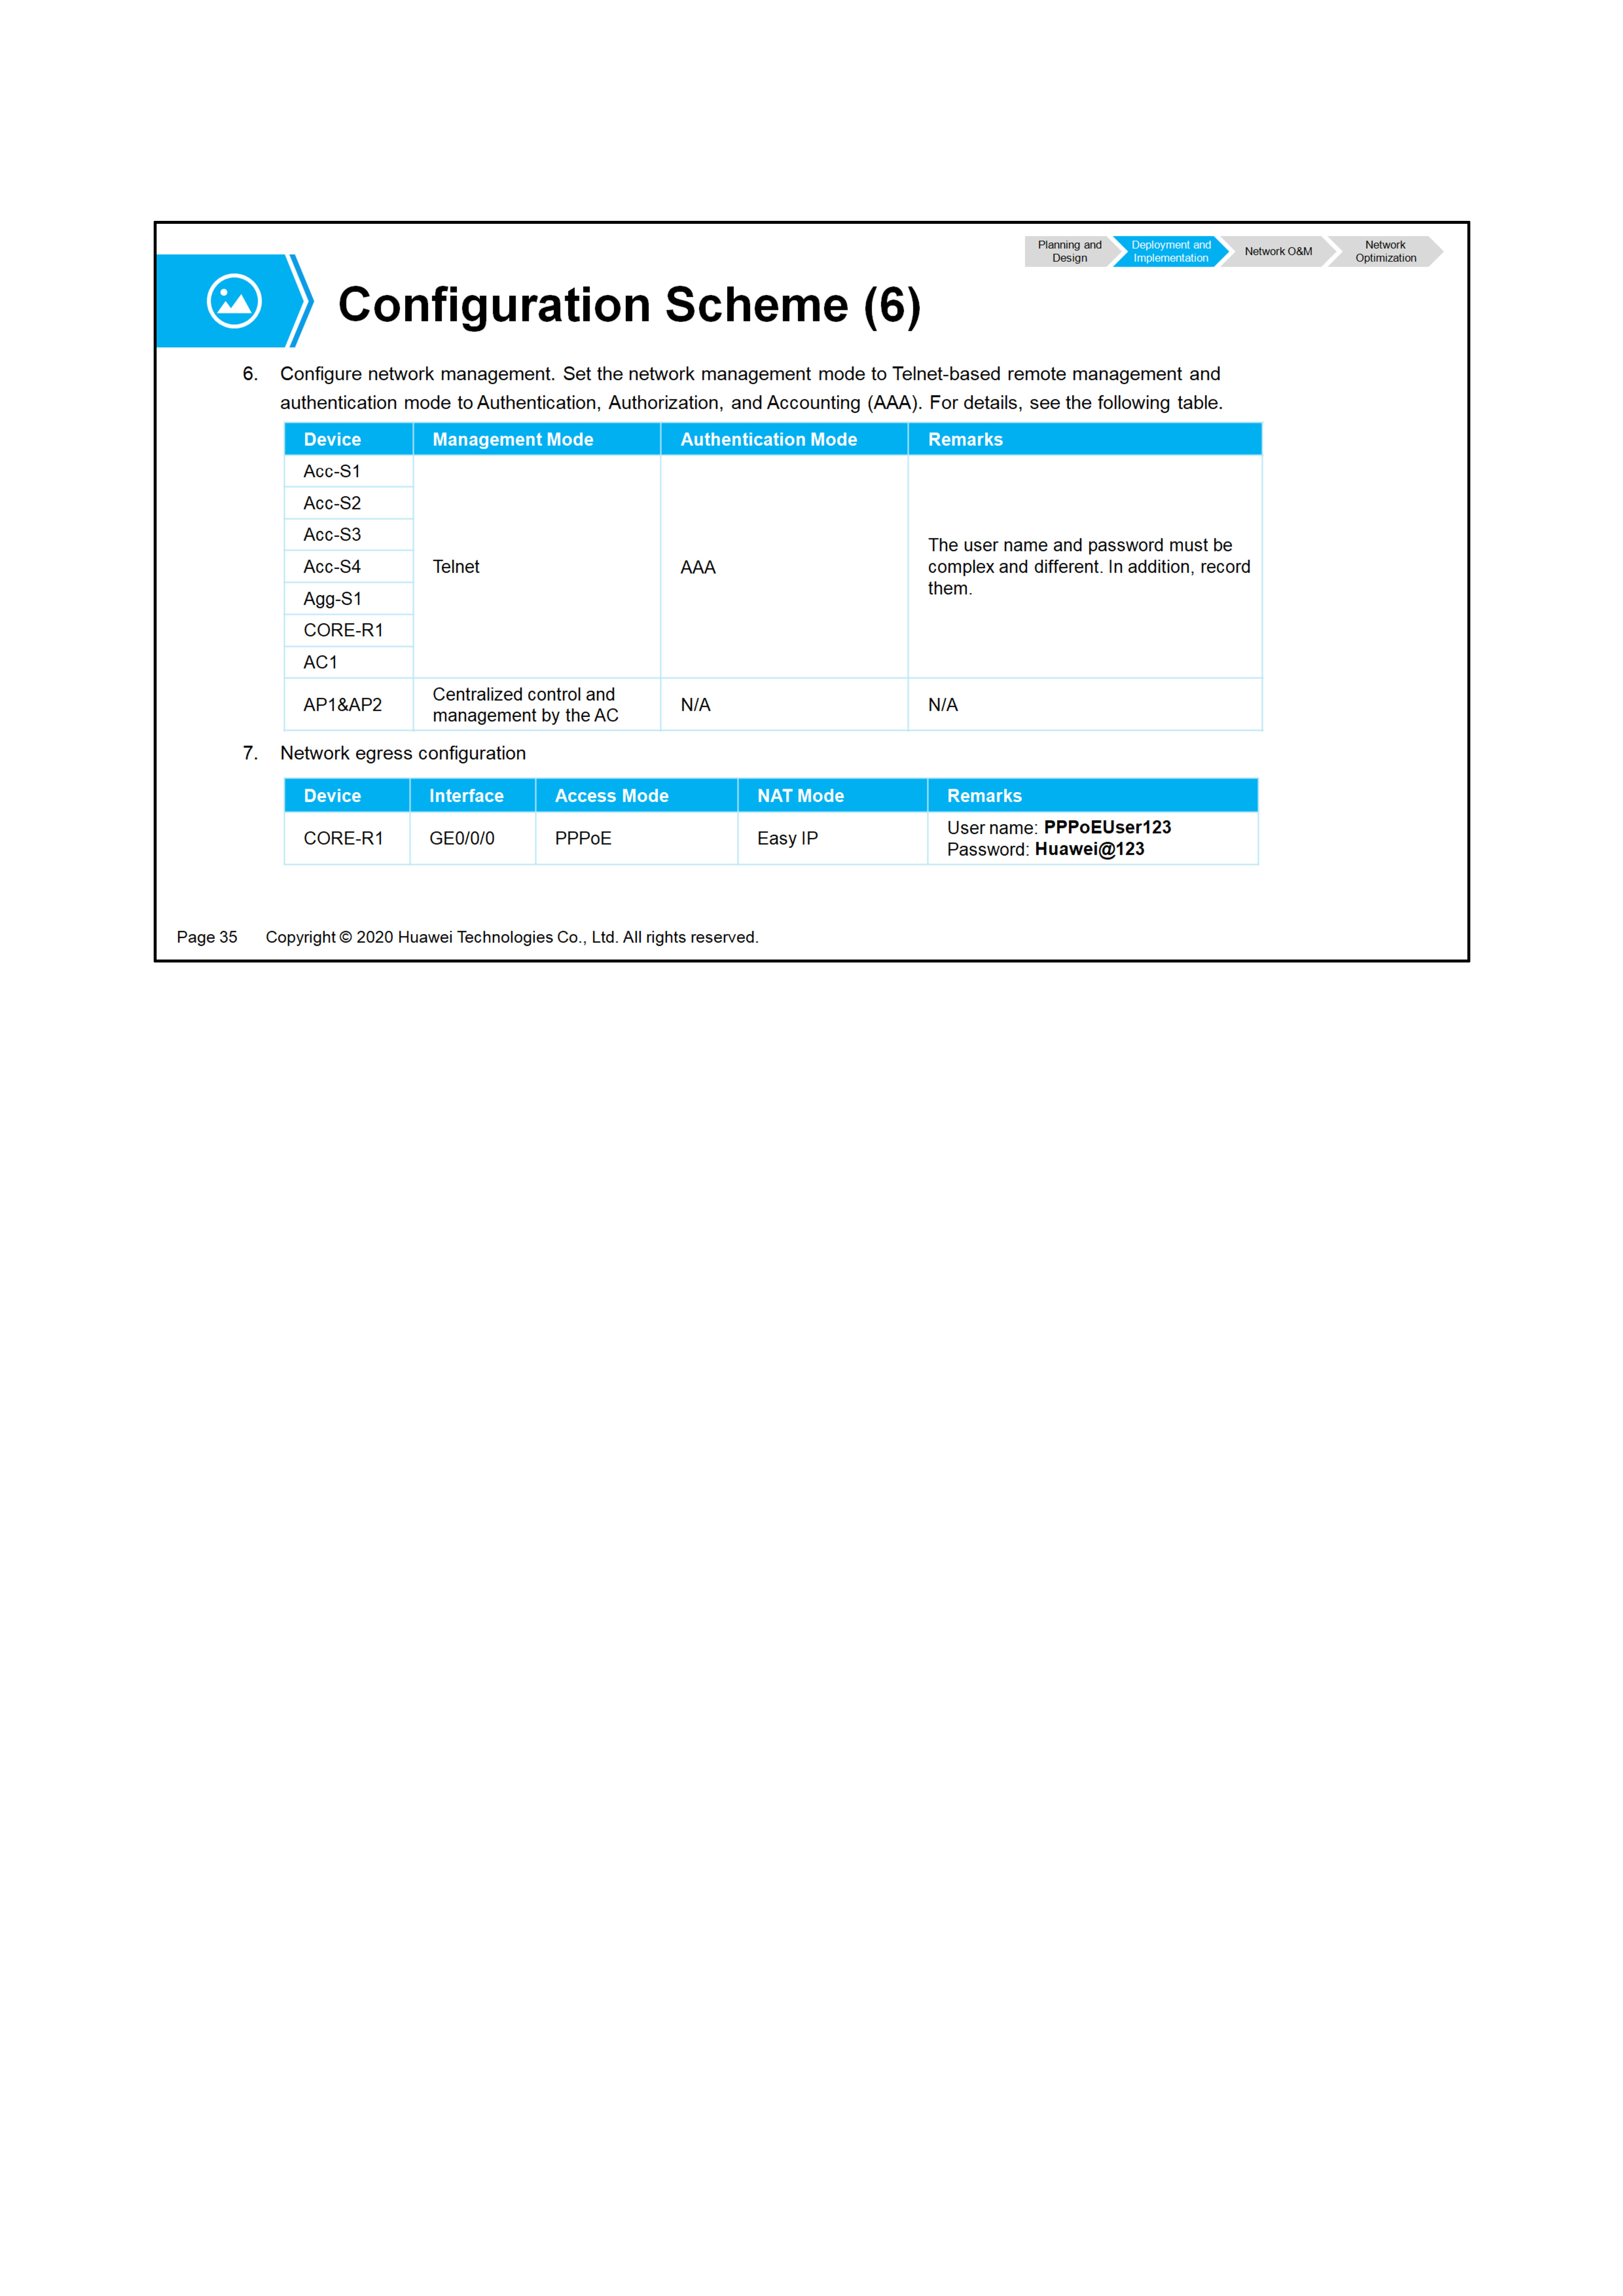 Planning and
Design
Deployment and
Implementation
Network O&M
Network
Optimization
Configuration Scheme (6)
6. Configure network management. Set the network management mode to Telnet-based remote management and
authentication mode to Authentication, Authorization, and Accounting (AAA). For details, see the following table.
Device Management Mode Authentication Mode Remarks
Acc-S1
Acc-S2
Acc-S3
Acc-S4
Agg-S1
CORE-R1
AC1
Telnet
AAA
The user name and password must be
complex and different. In addition, record
them.
AP1&AP2
Centralized control and
management by the AC
N/A
N/A
7. Network egress configuration
Device Interface Access Mode NAT Mode Remarks
CORE-R1 GE0/0/0 PPPoE Easy IP
User name: PPPoEUser123
Password: Huawei@123
Page 35 Copyright © 2020 Huawei Technologies Co., Ltd. All rights reserved.